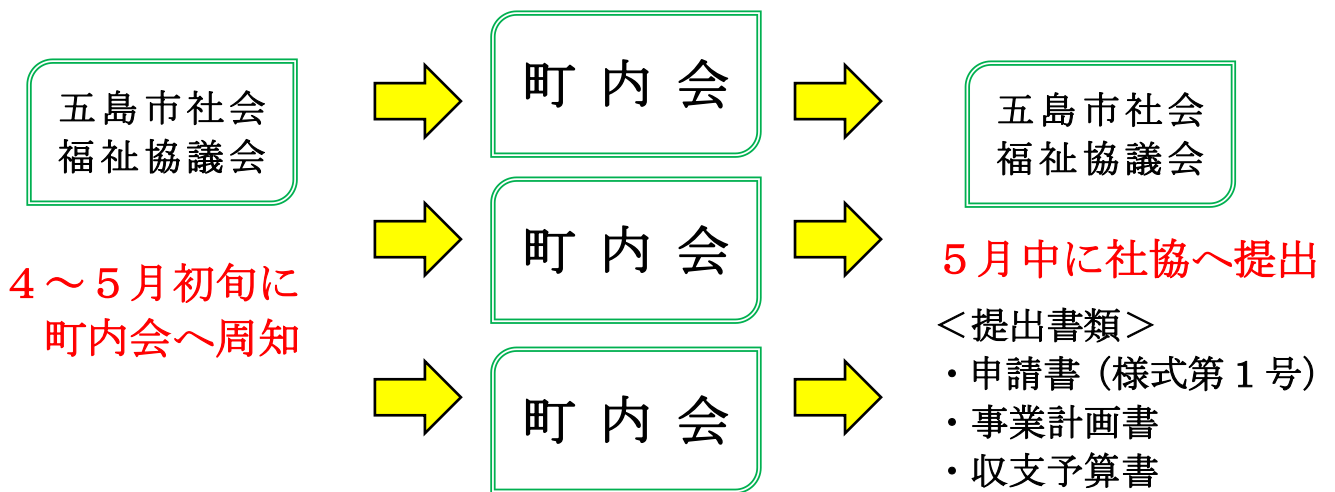 五島市社会
福祉協議会
４～５月初旬に
町内会へ周知
町 内 会
町 内 会
町 内 会
五島市社会
福祉協議会
５月中に社協へ提出
＜提出書類＞
・申請書（様式第１号）
・事業計画書
・収支予算書